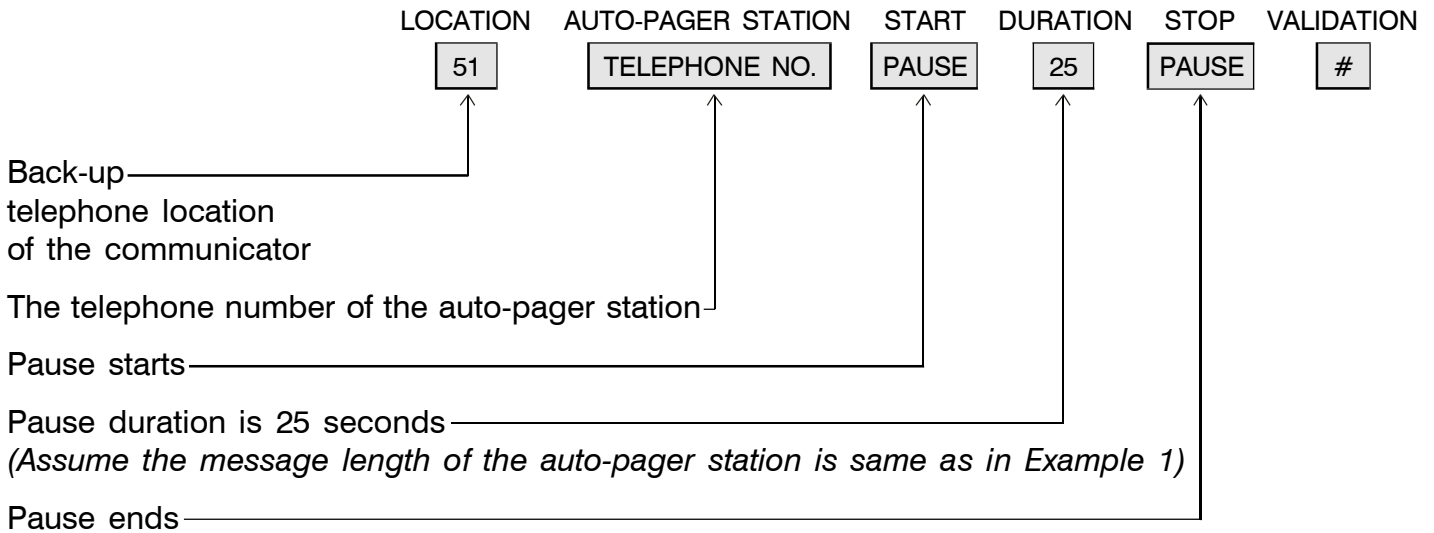 LOCATION AUTO-PAGER STATION START DURATION STOP VALIDATION
51 TELEPHONE NO. PAUSE 25 PAUSE #
Back-up
telephone location
of the communicator
The telephone number of the auto-pager station
Pause starts
Pause duration is 25 seconds
(Assume the message length of the auto-pager station is same as in Example 1)
Pause ends